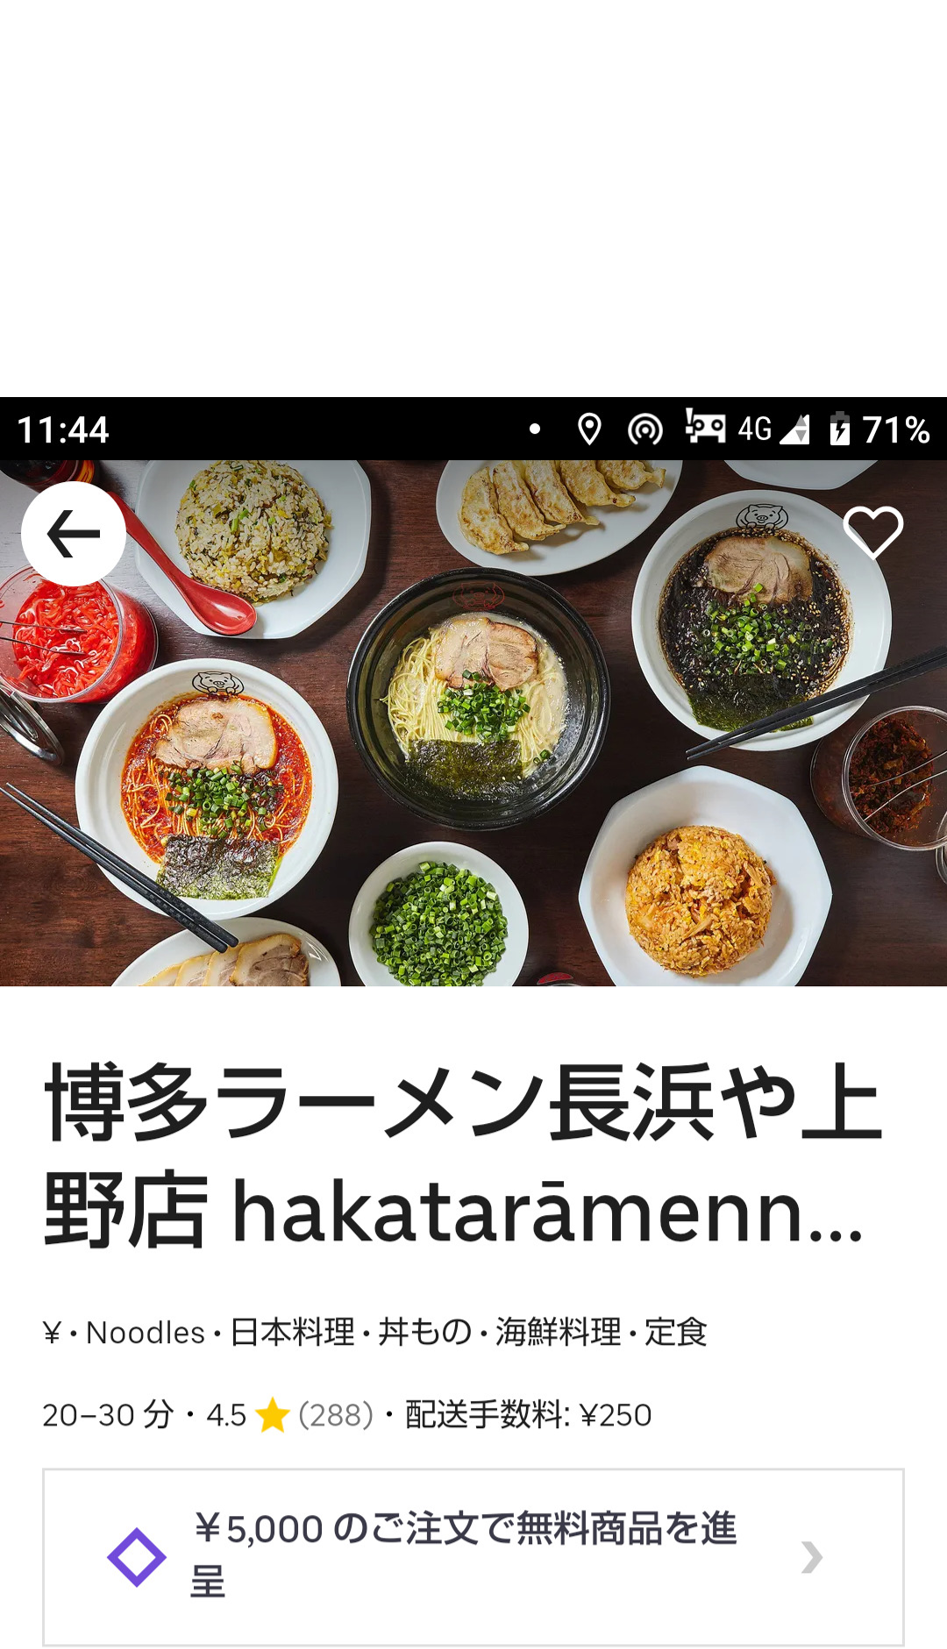 11:44
4G 71%
博多ラーメン長浜や上
野店 hakatarāmenn...
¥ • Noodles • 日本料理 • 丼もの • 海鮮料理 • 定食
20–30 分 • 4.5 ★ (288) • 配送手数料: ¥250
￥5,000 のご注文で無料商品を進
呈